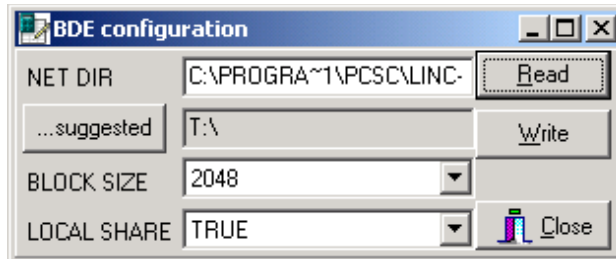 BDE configuration
NET DIR C:\PROGRA~1\PCSC\LINC- Read
...suggested T:\ Write
BLOCK SIZE 2048
LOCAL SHARE TRUE Close